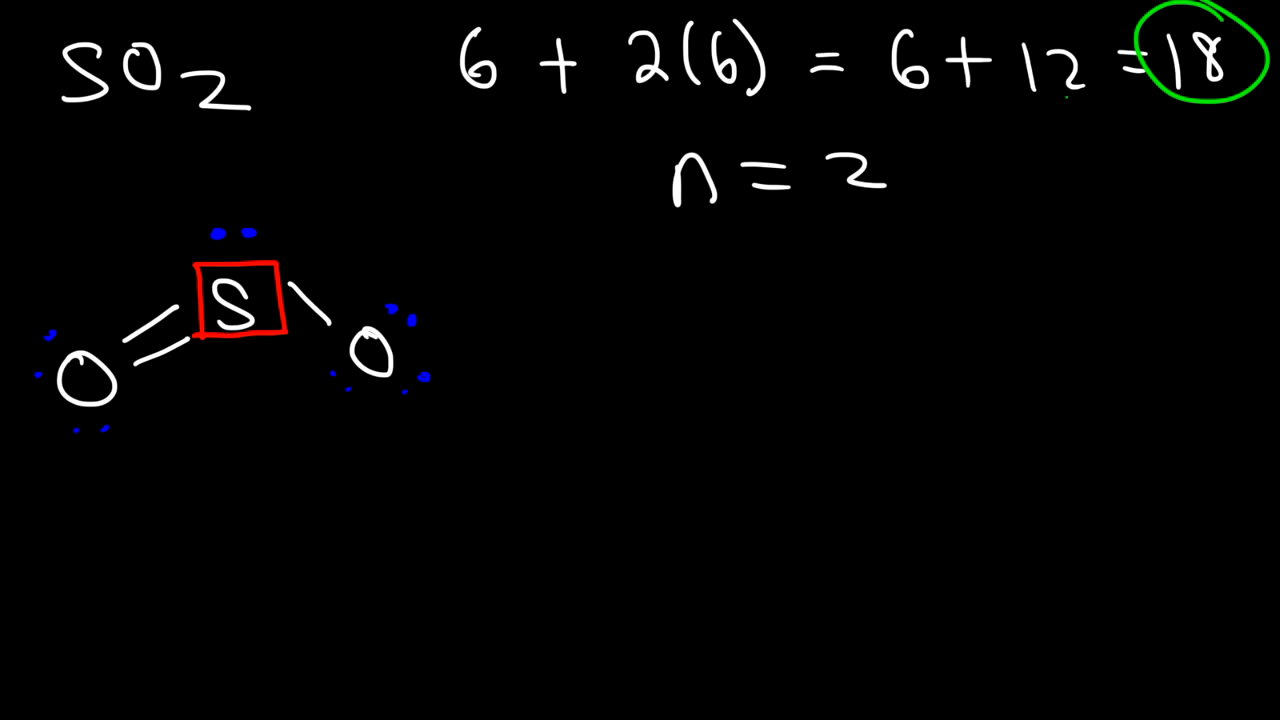 SO2 6 + 2(6) = 6 + 12 = 18
n = 2
S
O O